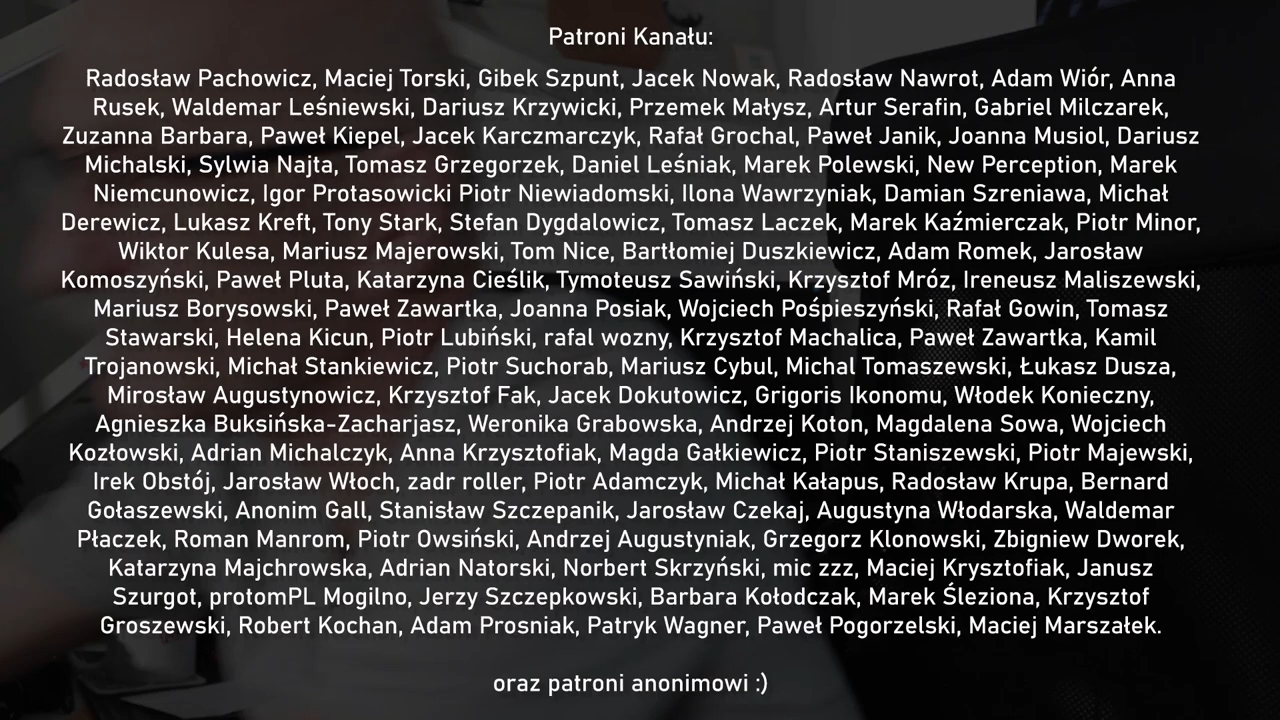 Patroni Kanału:
Radosław Pachowicz, Maciej Torski, Gibek Szpunt, Jacek Nowak, Radosław Nawrot, Adam Wiór, Anna
Rusek, Waldemar Leśniewski, Dariusz Krzywicki, Przemek Małysz, Artur Serafin, Gabriel Milczarek,
Zuzanna Barbara, Paweł Kiepel, Jacek Karczmarczyk, Rafał Grochal, Paweł Janik, Joanna Musiol, Dariusz
Michalski, Sylwia Najta, Tomasz Grzegorzek, Daniel Leśniak, Marek Polewski, New Perception, Marek
Niemcunowicz, Igor Protasowicki Piotr Niewiadomski, Ilona Wawrzyniak, Damian Szreniawa, Michał
Derewicz, Lukasz Kreft, Tony Stark, Stefan Dygdalowicz, Tomasz Laczek, Marek Kaźmierczak, Piotr Minor,
Wiktor Kulesa, Mariusz Majerowski, Tom Nice, Bartłomiej Duszkiewicz, Adam Romek, Jarosław
Komoszyński, Paweł Pluta, Katarzyna Cieślik, Tymoteusz Sawiński, Krzysztof Mróz, Ireneusz Maliszewski,
Mariusz Borysowski, Paweł Zawartka, Joanna Posiak, Wojciech Pośpieszyński, Rafał Gowin, Tomasz
Stawarski, Helena Kicun, Piotr Lubiński, rafal wozny, Krzysztof Machalica, Paweł Zawartka, Kamil
Trojanowski, Michał Stankiewicz, Piotr Suchorab, Mariusz Cybul, Michal Tomaszewski, Łukasz Dusza,
Mirosław Augustynowicz, Krzysztof Fak, Jacek Dokutowicz, Grigoris Ikonomu, Włodek Konieczny,
Agnieszka Buksińska-Zacharjasz, Weronika Grabowska, Andrzej Koton, Magdalena Sowa, Wojciech
Kozłowski, Adrian Michalczyk, Anna Krzysztofiak, Magda Gałkiewicz, Piotr Staniszewski, Piotr Majewski,
Irek Obstój, Jarosław Włoch, zadr roller, Piotr Adamczyk, Michał Kałapus, Radosław Krupa, Bernard
Gołaszewski, Anonim Gall, Stanisław Szczepanik, Jarosław Czekaj, Augustyna Włodarska, Waldemar
Płaczek, Roman Manrom, Piotr Owsiński, Andrzej Augustyniak, Grzegorz Klonowski, Zbigniew Dworek,
Katarzyna Majchrowska, Adrian Natorski, Norbert Skrzyński, mic zzz, Maciej Krysztofiak, Janusz
Szurgot, protomPL Mogilno, Jerzy Szczepkowski, Barbara Kołodczak, Marek Śleziona, Krzysztof
Groszewski, Robert Kochan, Adam Prosniak, Patryk Wagner, Paweł Pogorzelski, Maciej Marszałek.
oraz patroni anonimowi :)